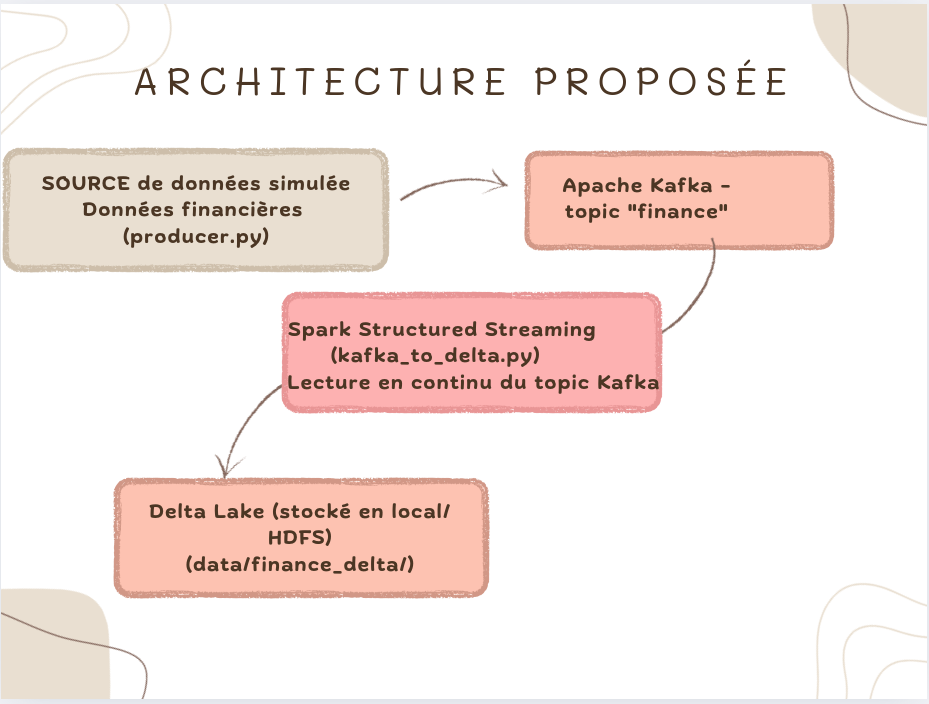 ARCHITECTURE PROPOSÉE
SOURCE de données simulée
Données financières
(producer.py)
Apache Kafka -
topic "finance"
Spark Structured Streaming
(kafka_to_delta.py)
Lecture en continu du topic Kafka
Delta Lake (stocké en local/
HDFS)
(data/finance_delta/)